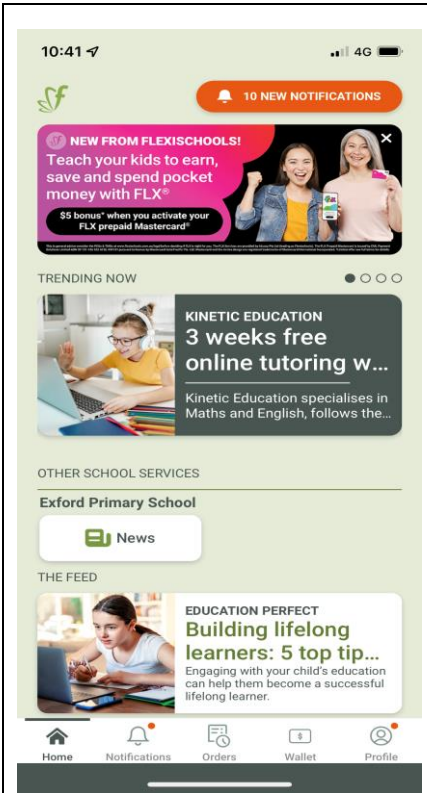 10:41
4G
10 NEW NOTIFICATIONS
NEW FROM FLEXISCHOOLS!
Teach your kids to earn,
save and spend pocket
money with FLX®
$5 bonus* when you activate your
FLX prepaid Mastercard®
TRENDING NOW
KINETIC EDUCATION
3 weeks free
online tutoring w...
Kinetic Education specialises in
Maths and English, follows the...
OTHER SCHOOL SERVICES
Exford Primary School
News
THE FEED
EDUCATION PERFECT
Building lifelong
learners: 5 top tip...
Engaging with your child's education
can help them become a successful
lifelong learner.
Home Notifications Orders Wallet Profile